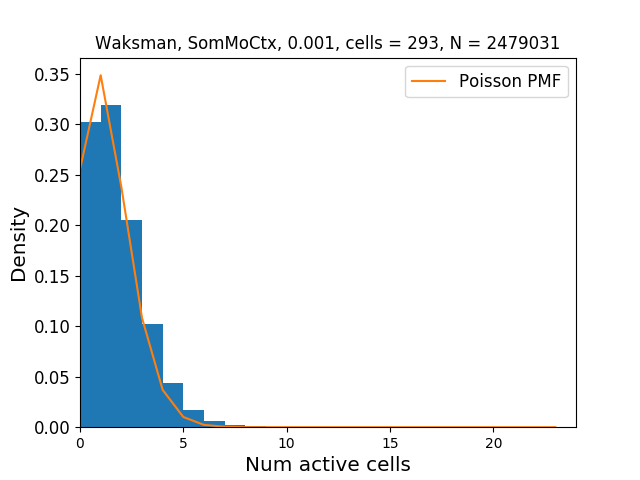 Waksman, SomMoCtx, 0.001, cells = 293, N = 2479031
Poisson PMF
0.35
0.30
0.25
0.20
0.15
0.10
0.05
0.00
Density
0 5 10 15 20
Num active cells